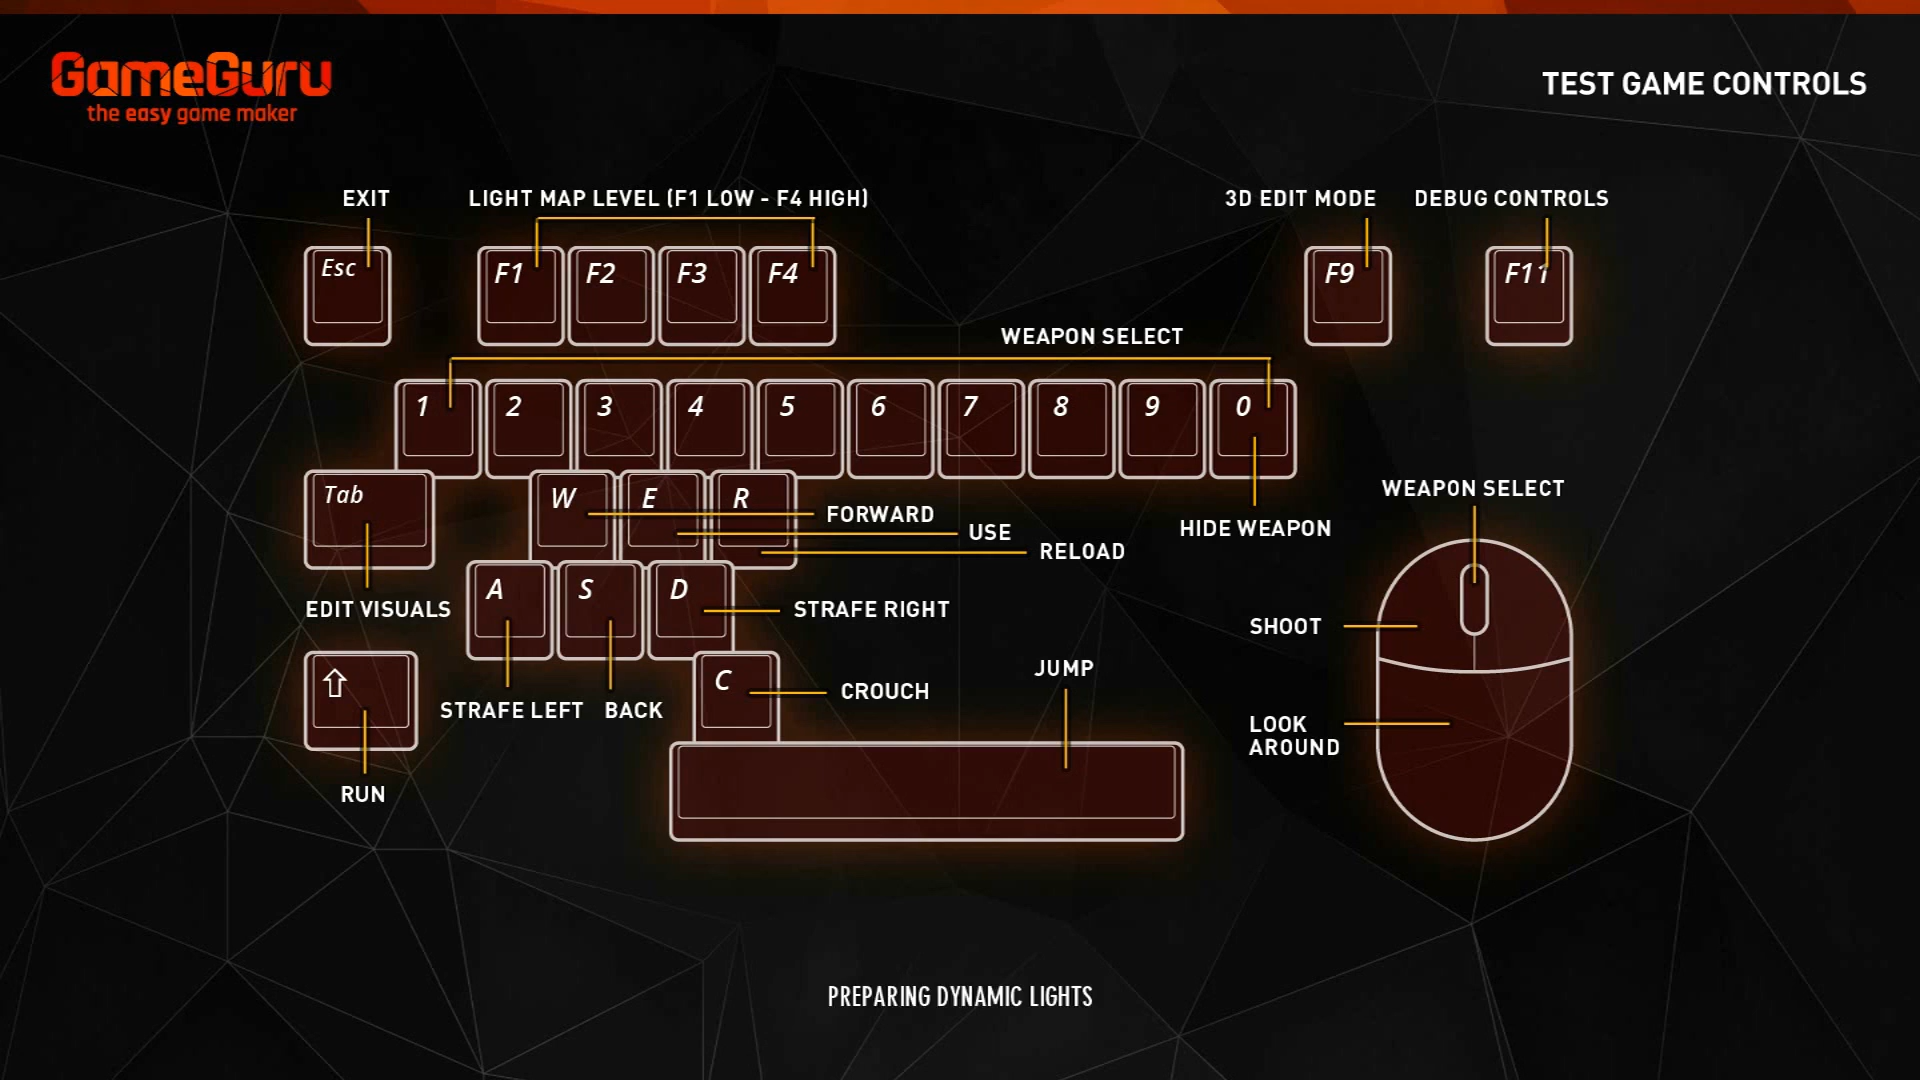 GameGuru
the easy game maker
TEST GAME CONTROLS
EXIT
LIGHT MAP LEVEL (F1 LOW - F4 HIGH)
3D EDIT MODE
DEBUG CONTROLS
Esc
F1
F2
F3
F4
F9
F11
WEAPON SELECT
1
2
3
4
5
6
7
8
9
0
Tab
W
E
R
FORWARD
USE
RELOAD
HIDE WEAPON
WEAPON SELECT
EDIT VISUALS
A
S
D
STRAFE RIGHT
SHOOT
STRAFE LEFT
BACK
C
CROUCH
JUMP
LOOK
AROUND
RUN
PREPARING DYNAMIC LIGHTS